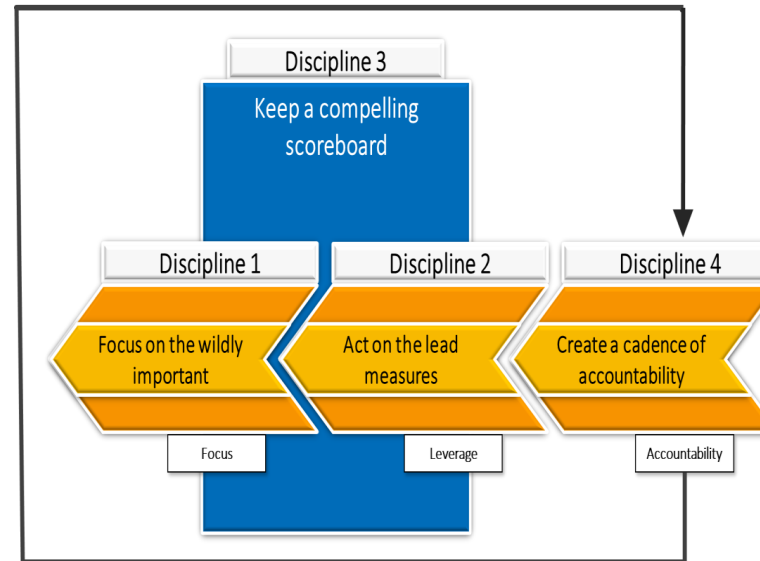 Discipline 3
Keep a compelling
scoreboard
Discipline 1
Discipline 2
Discipline 4
Focus on the wildly
important
Act on the lead
measures
Create a cadence of
accountability
Focus
Leverage
Accountability